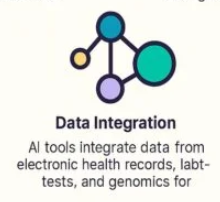 Data Integration
AI tools integrate data from
electronic health records, labt-
tests, and genomics for